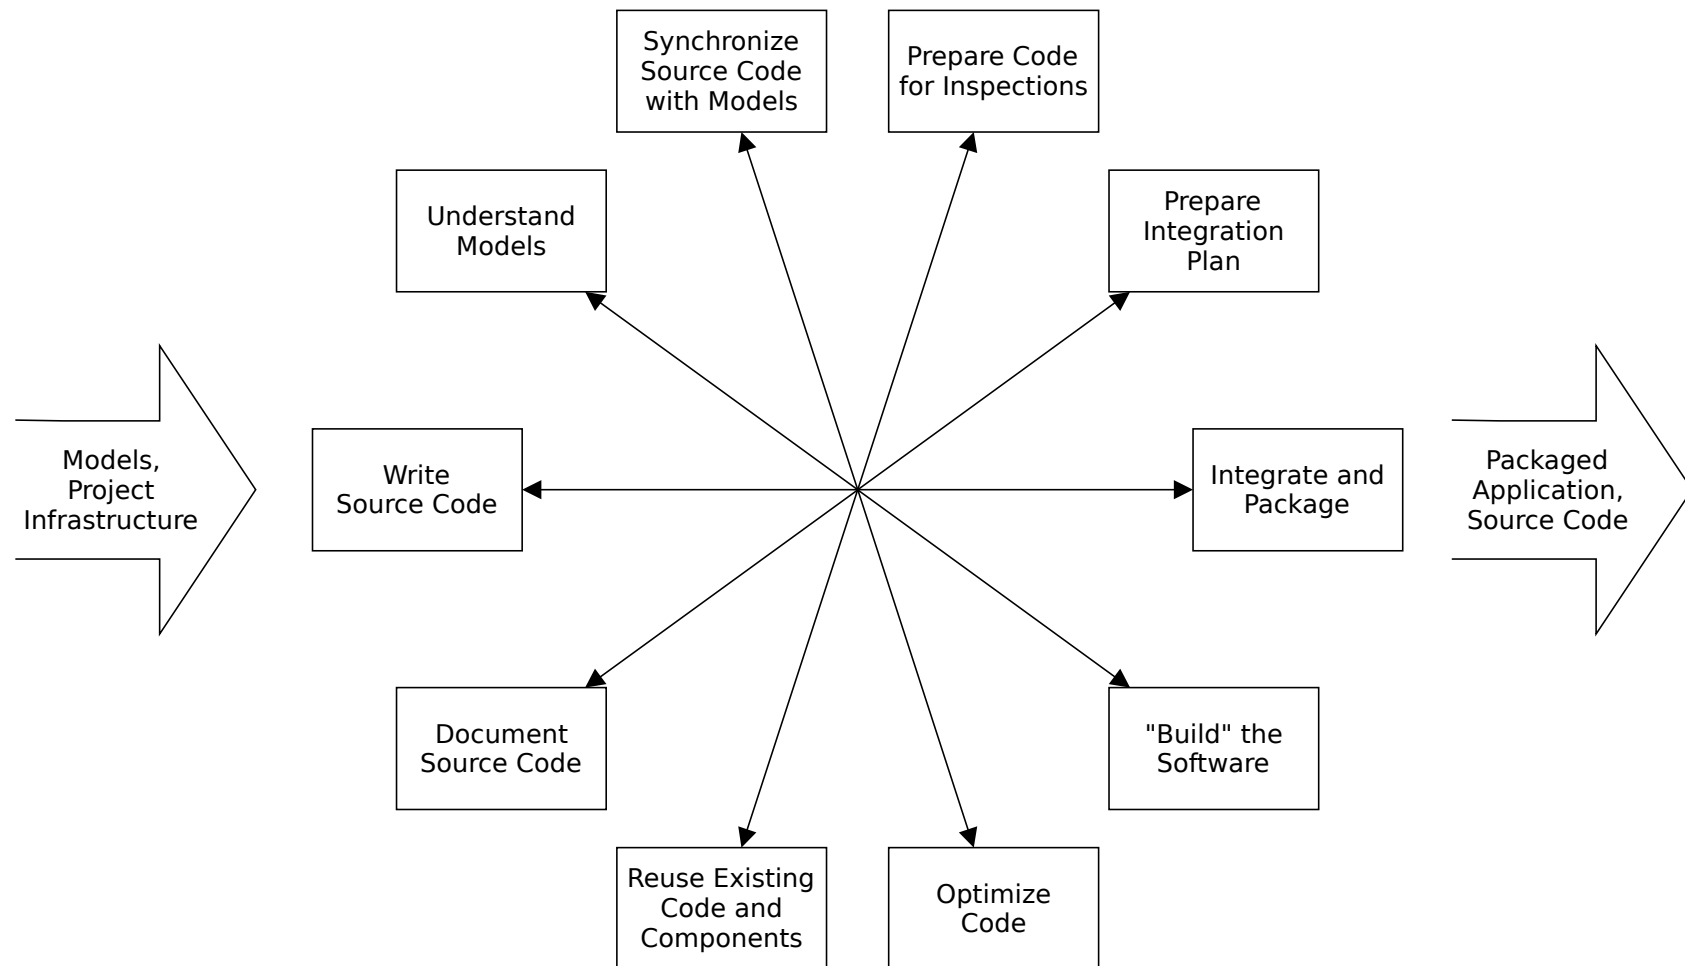 Synchronize
Source Code
with Models
Prepare Code
for Inspections
Understand
Models
Prepare
Integration
Plan
Models,
Project
Infrastructure
Write
Source Code
Integrate and
Package
Packaged
Application,
Source Code
Document
Source Code
"Build" the
Software
Reuse Existing
Code and
Components
Optimize
Code